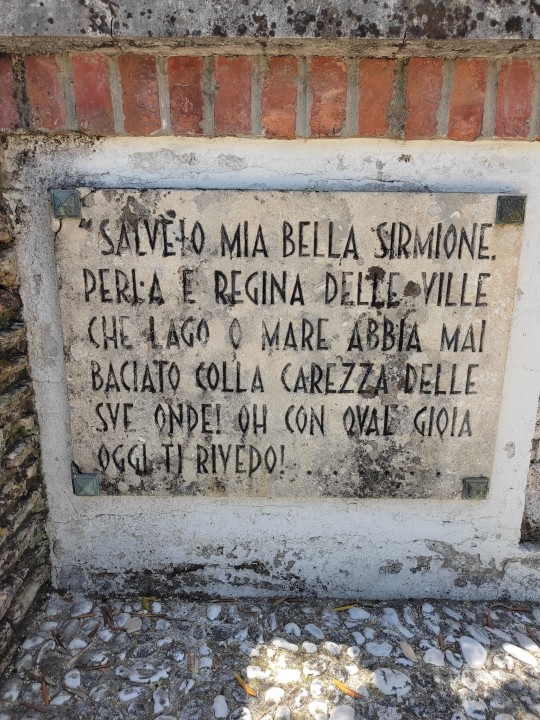 "SALVE, O MIA BELLA SIRMIONE.
PERLA E REGINA DELLE VILLE
CHE LAGO O MARE ABBIA MAI
BACIATO COLLA CAREZZA DELLE
SVE ONDE! OH CON QVAL GIOIA
OGGI TI RIVEDO!